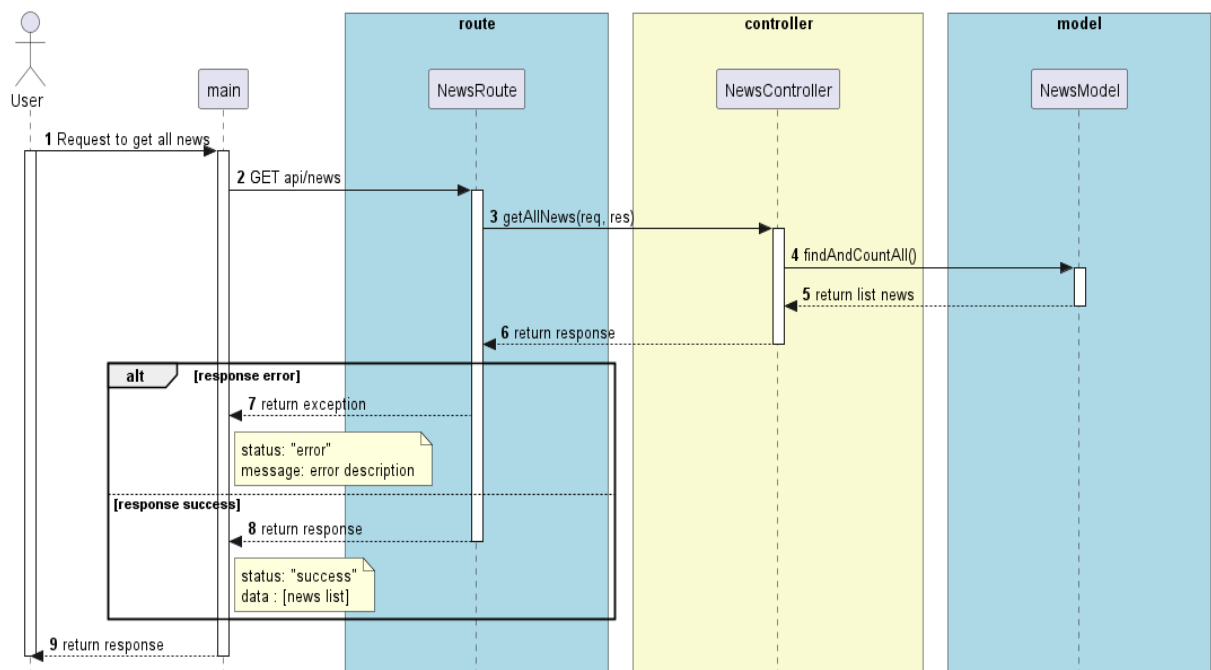 route
controller
model
User
main
NewsRoute
NewsController
NewsModel
1 Request to get all news
2 GET api/news
3 getAllNews(req, res)
4 findAndCountAll()
5 return list news
6 return response
alt [response error]
7 return exception
status: "error"
message: error description
[response success]
8 return response
status: "success"
data : [news list]
9 return response